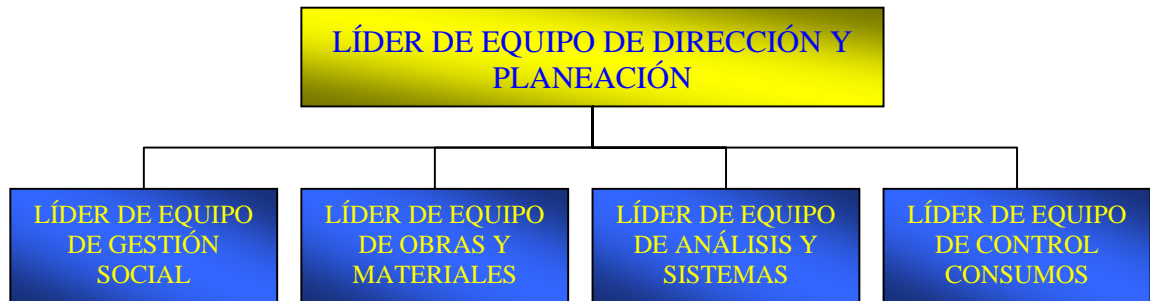 LÍDER DE EQUIPO DE DIRECCIÓN Y
PLANEACIÓN
LÍDER DE EQUIPO
DE GESTIÓN
SOCIAL
LÍDER DE EQUIPO
DE OBRAS Y
MATERIALES
LÍDER DE EQUIPO
DE ANÁLISIS Y
SISTEMAS
LÍDER DE EQUIPO
DE CONTROL
CONSUMOS